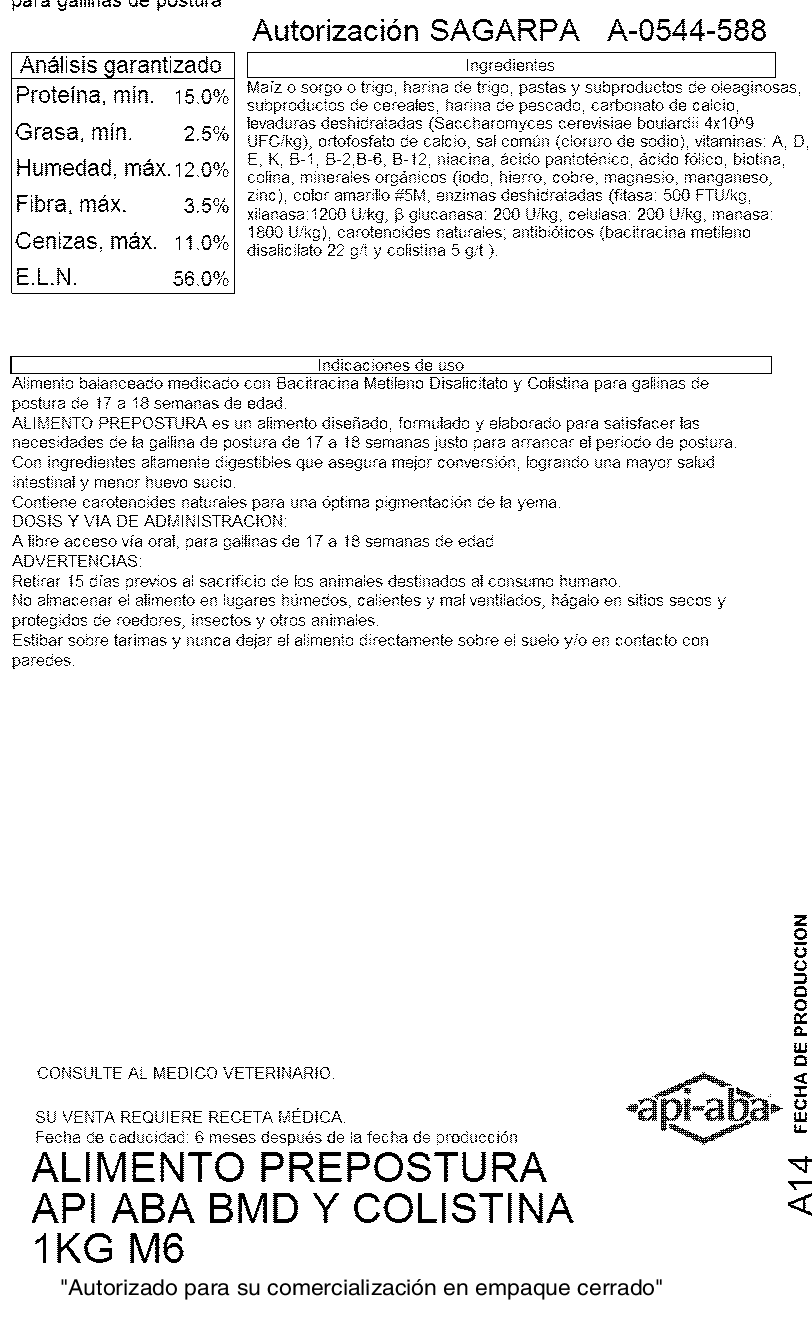 para gallinas de postura
Autorización SAGARPA A-0544-588
Análisis garantizado
Proteína, mín. 15.0%
Grasa, mín. 2.5%
Humedad, máx. 12.0%
Fibra, máx. 3.5%
Cenizas, máx. 11.0%
E.L.N. 56.0%
Ingredientes
Maíz o sorgo o trigo, harina de trigo, pastas y subproductos de oleaginosas,
subproductos de cereales, harina de pescado, carbonato de calcio,
levaduras deshidratadas (Saccharomyces cerevisiae boulardii 4x10^9
UFC/kg), ortofosfato de calcio, sal común (cloruro de sodio), vitaminas: A, D,
E, K, B-1, B-2,B-6, B-12, niacina, ácido pantoténico, ácido fólico, biotina,
colina, minerales orgánicos (iodo, hierro, cobre, magnesio, manganeso,
zinc), color amarillo #5M, enzimas deshidratadas (fitasa: 500 FTU/kg,
xilanasa:1200 U/kg, β glucanasa: 200 U/kg, celulasa: 200 U/kg, manasa:
1800 U/kg), carotenoides naturales; antibióticos (bacitracina metileno
disalicilato 22 g/t y colistina 5 g/t ).
Indicaciones de uso
Alimento balanceado medicado con Bacitracina Metileno Disalicitato y Colistina para gallinas de
postura de 17 a 18 semanas de edad.
ALIMENTO PREPOSTURA es un alimento diseñado, formulado y elaborado para satisfacer las
necesidades de la gallina de postura de 17 a 18 semanas justo para arrancar el periodo de postura.
Con ingredientes altamente digestibles que asegura mejor conversión, logrando una mayor salud
intestinal y menor huevo sucio.
Contiene carotenoides naturales para una óptima pigmentación de la yema.
DOSIS Y VIA DE ADMINISTRACION:
A libre acceso vía oral, para gallinas de 17 a 18 semanas de edad
ADVERTENCIAS:
Retirar 15 días previos al sacrificio de los animales destinados al consumo humano.
No almacenar el alimento en lugares húmedos, calientes y mal ventilados, hágalo en sitios secos y
protegidos de roedores, insectos y otros animales.
Estibar sobre tarimas y nunca dejar el alimento directamente sobre el suelo y/o en contacto con
paredes.
FECHA DE PRODUCCION
A14
CONSULTE AL MEDICO VETERINARIO.
api-aba
SU VENTA REQUIERE RECETA MÉDICA.
Fecha de caducidad: 6 meses después de la fecha de producción
ALIMENTO PREPOSTURA
API ABA BMD Y COLISTINA
1KG M6
"Autorizado para su comercialización en empaque cerrado"